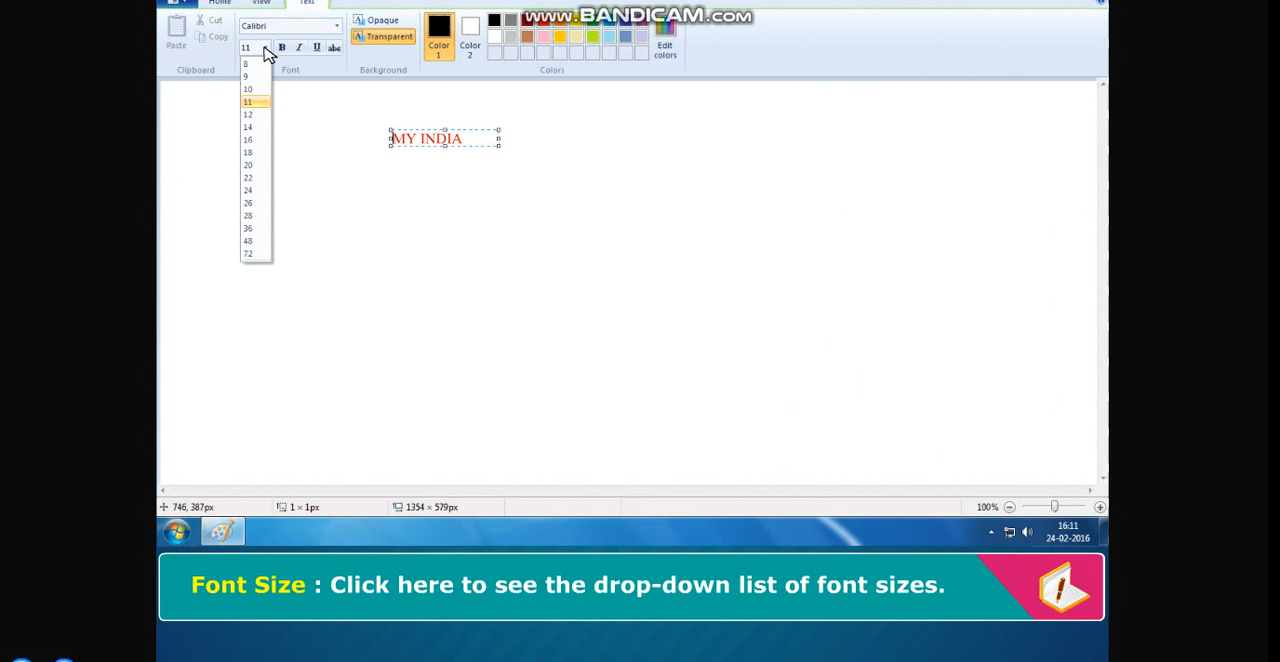 Home View Text
www.BANDICAM.com
Paste
Cut
Copy
Clipboard
Calibri
11
B I U abc
Font
8
9
10
11
12
14
16
18
20
22
24
26
28
36
48
72
Opaque
Transparent
Background
Color 1
Color 2
Edit colors
Colors
MY INDIA
746, 387px
1 × 1px
1354 × 579px
100%
16:11
24-02-2016
Font Size : Click here to see the drop-down list of font sizes.